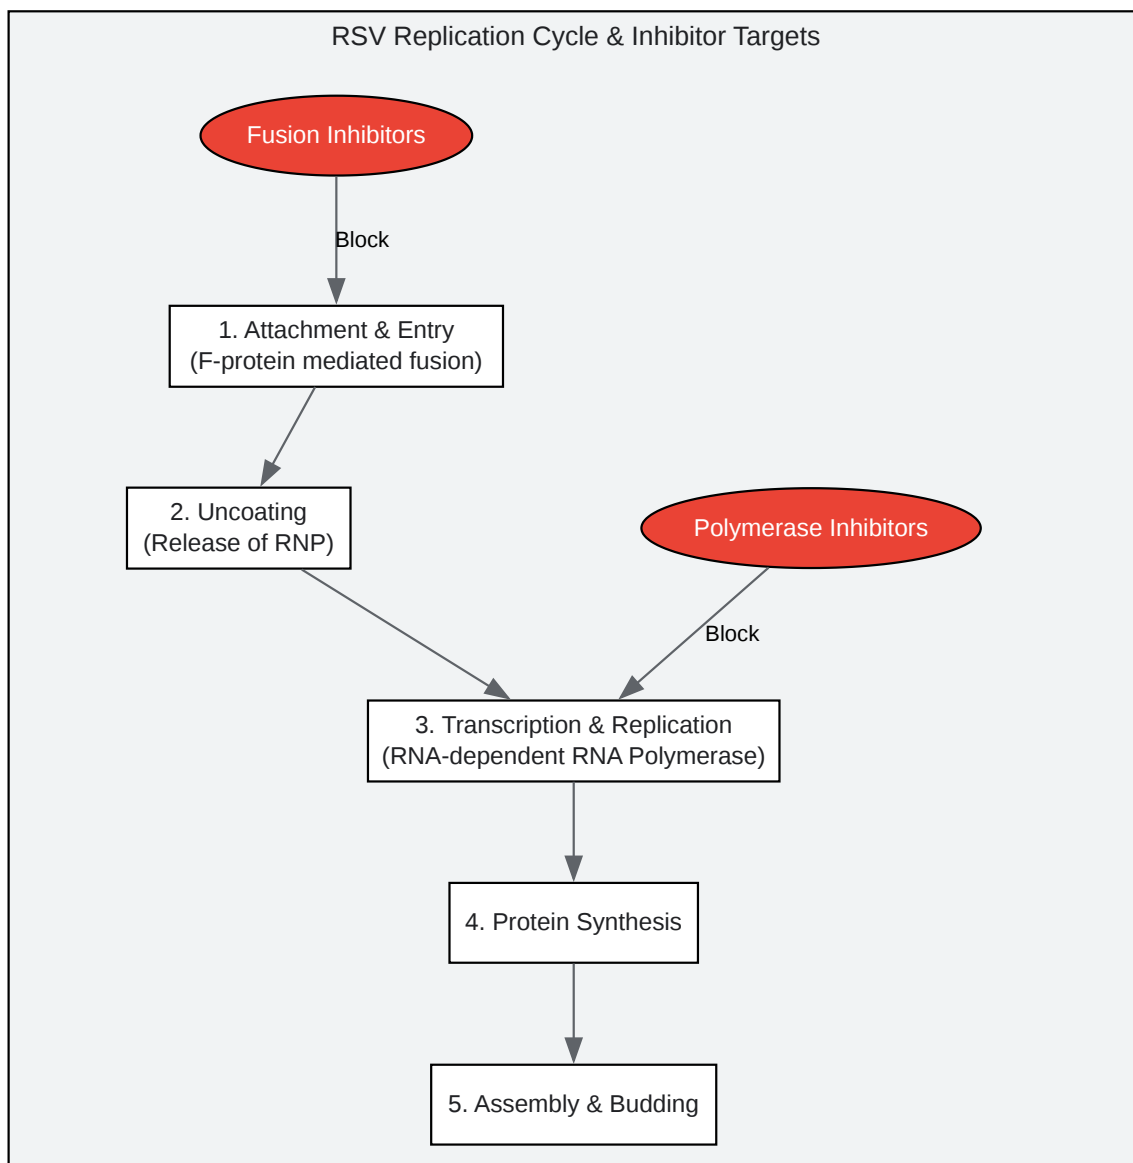 RSV Replication Cycle & Inhibitor Targets
Fusion Inhibitors
Block
1. Attachment & Entry
(F-protein mediated fusion)
2. Uncoating
(Release of RNP)
Polymerase Inhibitors
Block
3. Transcription & Replication
(RNA-dependent RNA Polymerase)
4. Protein Synthesis
5. Assembly & Budding